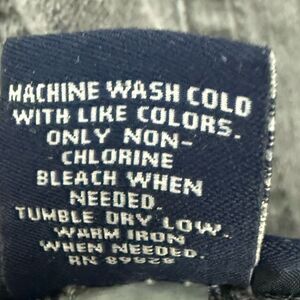 MACHINE WASH COLD
WITH LIKE COLORS.
ONLY NON-
CHLORINE
BLEACH WHEN
NEEDED.
TUMBLE DRY LOW.
WARM IRON
WHEN NEEDED.
RN